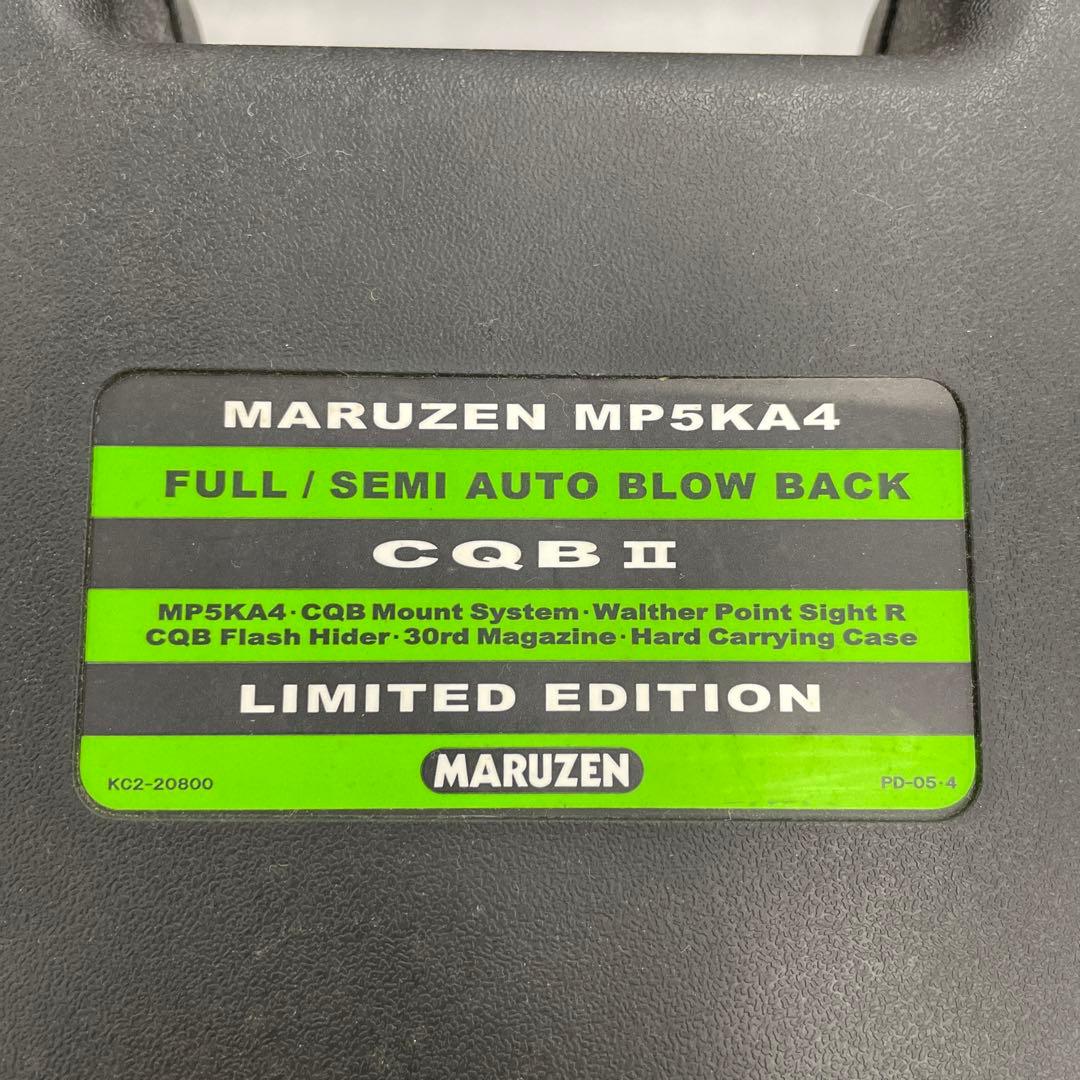 MARUZEN MP5KA4
FULL / SEMI AUTO BLOW BACK
CQB II
MP5KA4・CQB Mount System・Walther Point Sight R
CQB Flash Hider・30rd Magazine・Hard Carrying Case
LIMITED EDITION
KC2-20800 MARUZEN PD-05・4